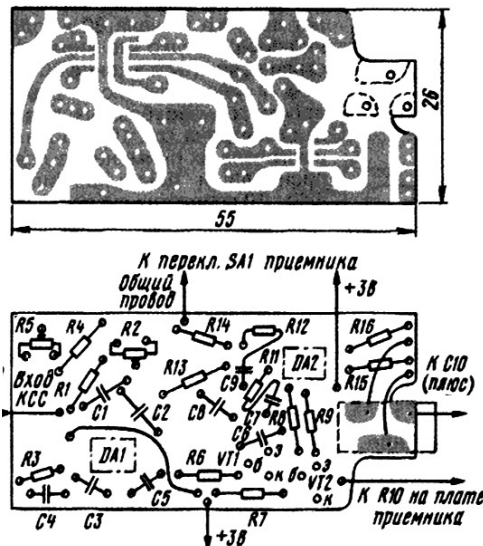 26
55
К перекл. SA1 приемника
Общий
провод
+3В
R5
R4
R2
R14
R12
R16
R13
C9
R11
DA2
R15
К С10
(плюс)
Вход
КСС
R1
C1
C2
C8
C7
R8
R9
DA1
R3
R6
VT1
б
э
к
б
э
VT2
к
C4
C3
C5
R7
К R10 на плате
приемника
+3В